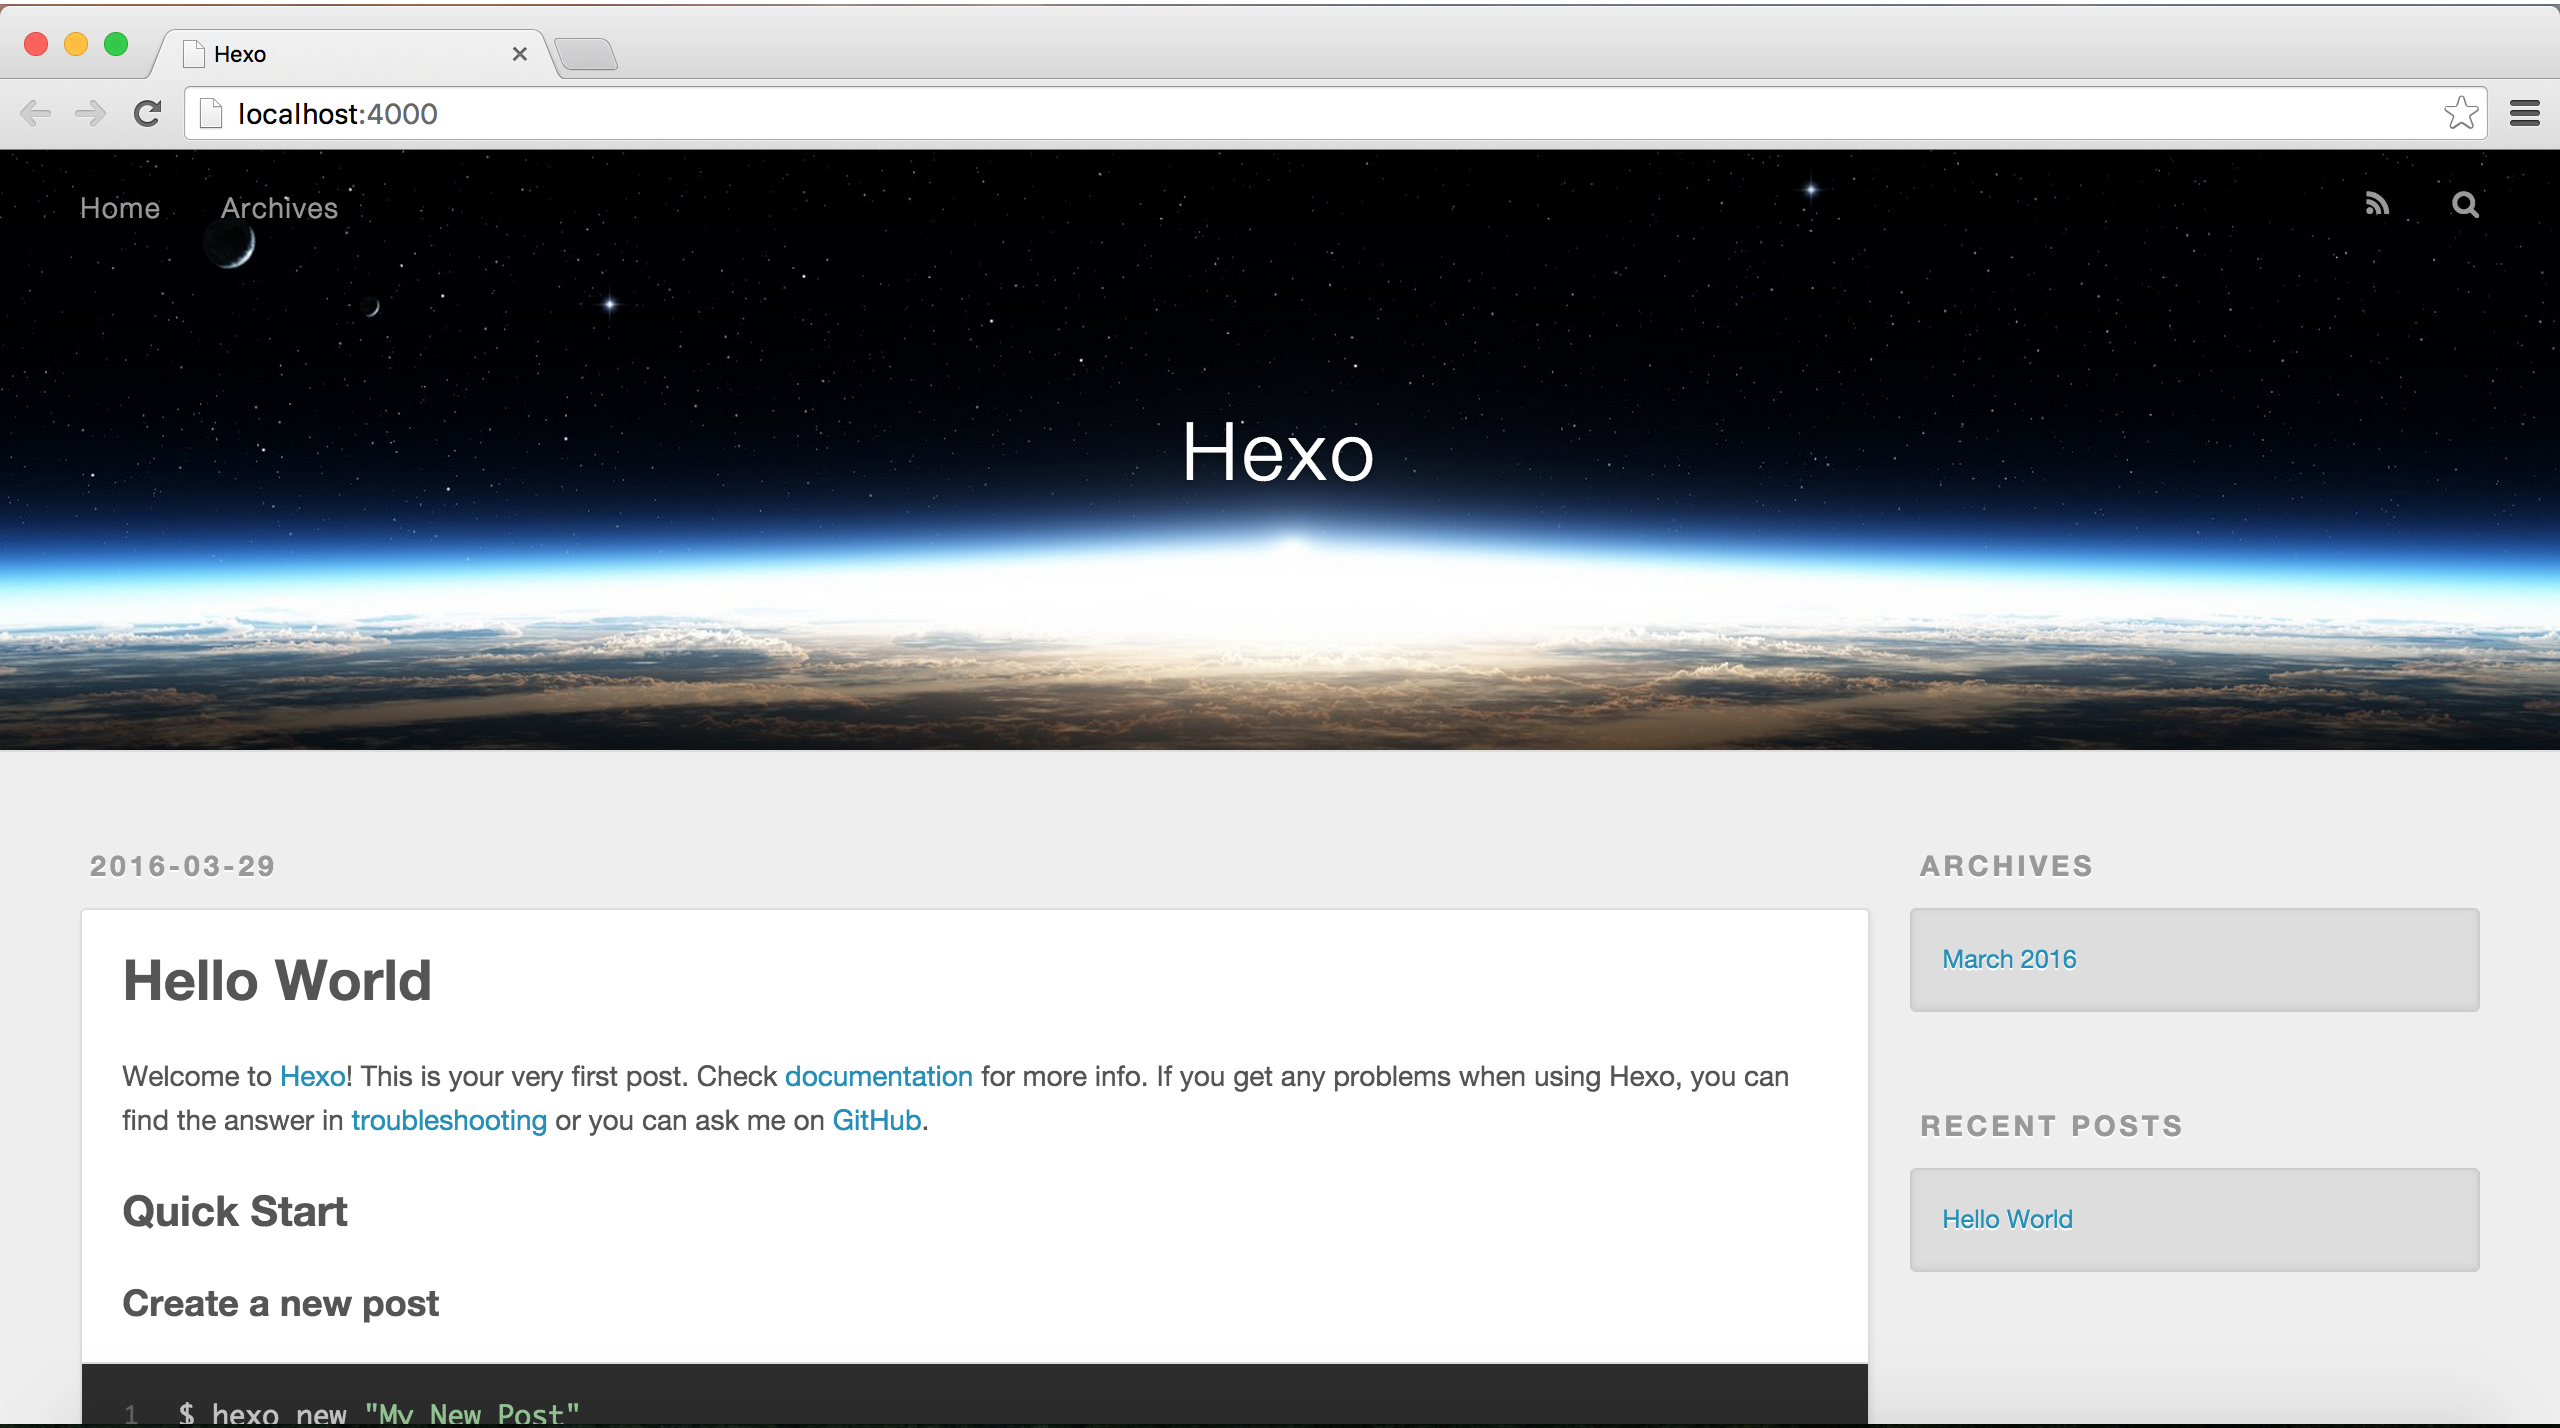 Hexo
localhost:4000
Home Archives
Hexo
2016-03-29
Hello World
Welcome to Hexo! This is your very first post. Check documentation for more info. If you get any problems when using Hexo, you can
find the answer in troubleshooting or you can ask me on GitHub.
Quick Start
Create a new post
1 $ hexo new "My New Post"
ARCHIVES
March 2016
RECENT POSTS
Hello World